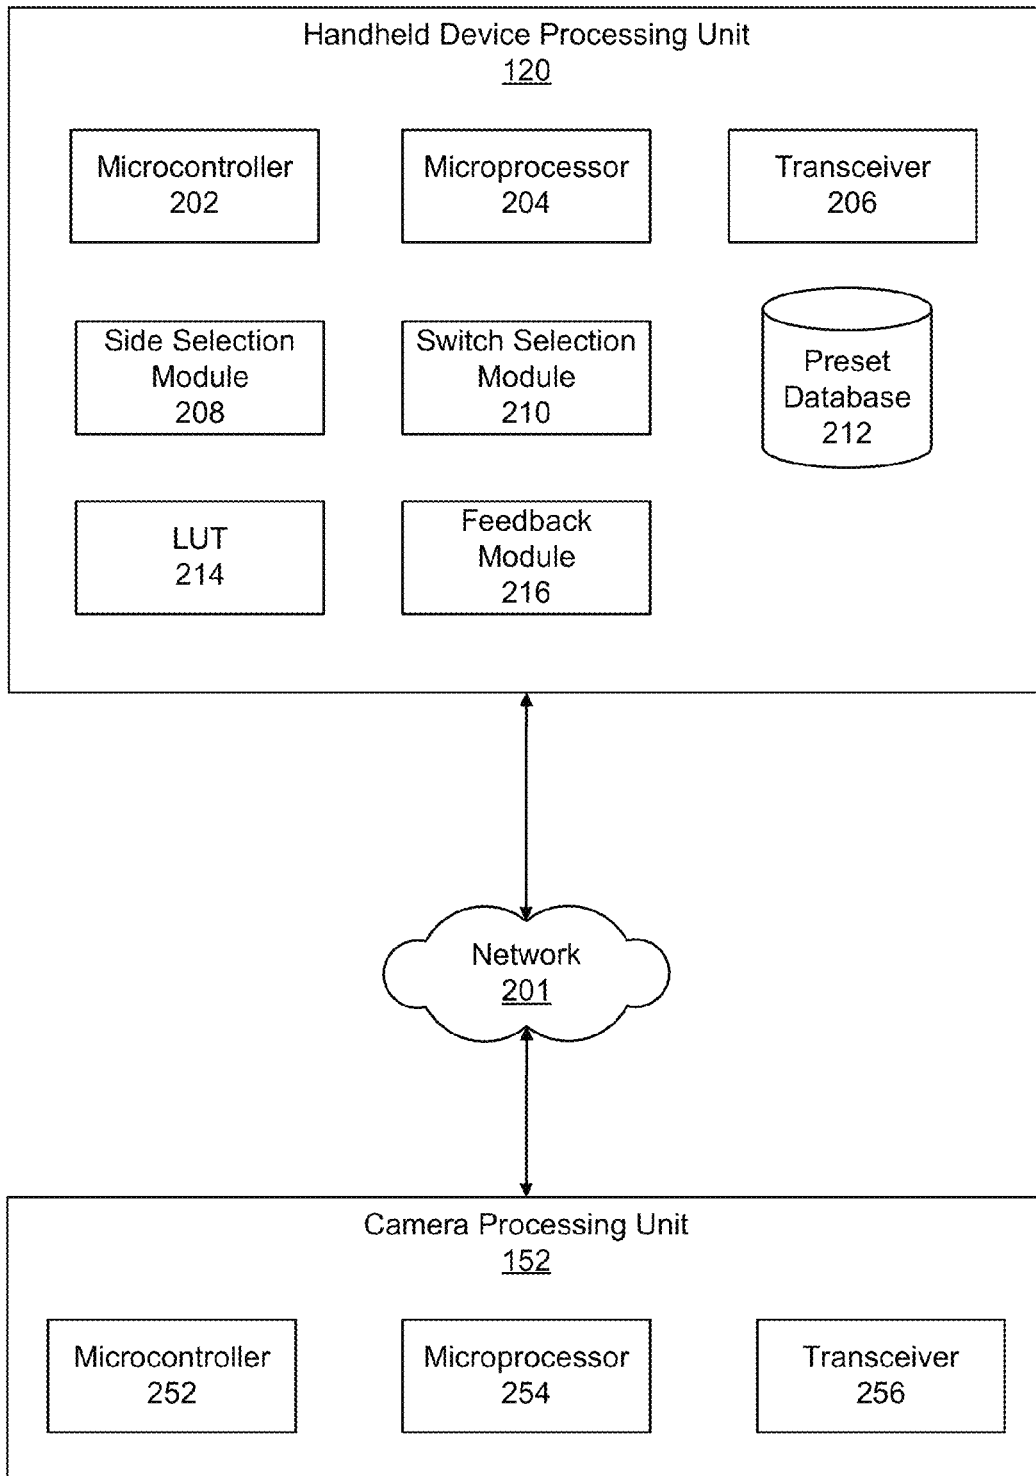 Handheld Device Processing Unit
120
Microcontroller
202
Microprocessor
204
Transceiver
206
Side Selection
Module
208
Switch Selection
Module
210
Preset
Database
212
LUT
214
Feedback
Module
216
Network
201
Camera Processing Unit
152
Microcontroller
252
Microprocessor
254
Transceiver
256